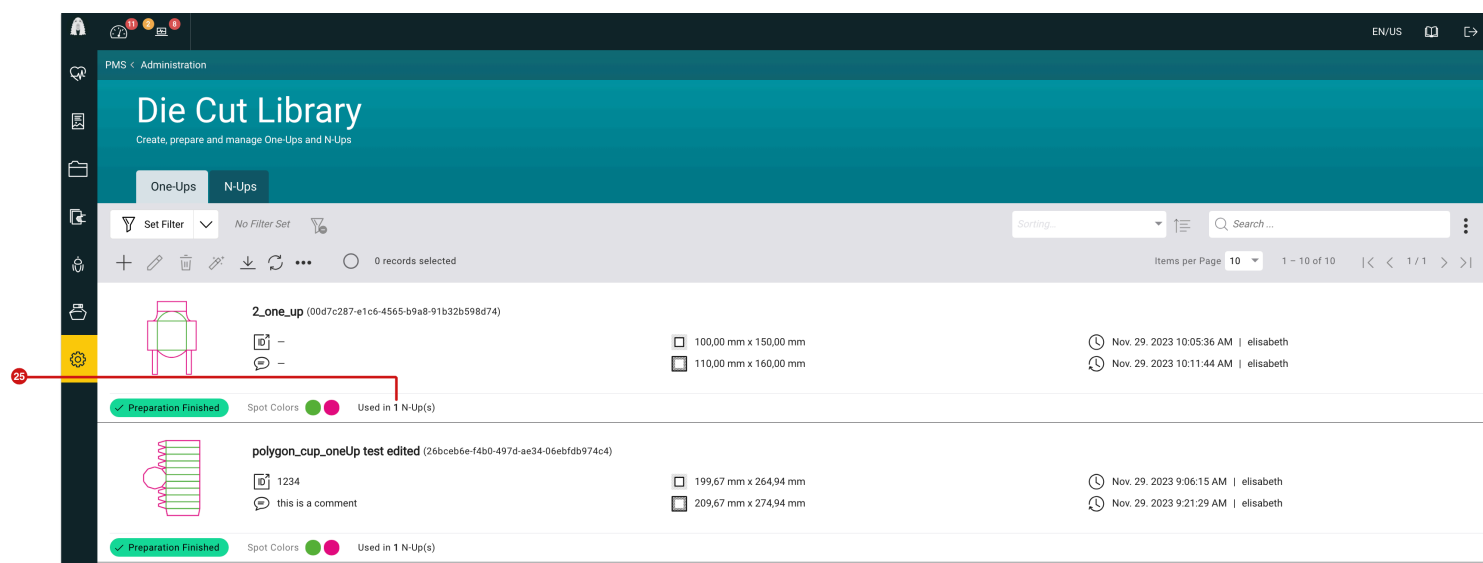 11 2 8 EN/US
PMS < Administration
Die Cut Library
Create, prepare and manage One-Ups and N-Ups
One-Ups N-Ups
Set Filter No Filter Set Sorting... Search ...
0 records selected Items per Page 10 1 – 10 of 10 1 / 1
2_one_up (00d7c287-e1c6-4565-b9a8-91b32b598d74)
ID – 100,00 mm x 150,00 mm Nov. 29. 2023 10:05:36 AM | elisabeth
– 110,00 mm x 160,00 mm Nov. 29. 2023 10:11:44 AM | elisabeth
25
Preparation Finished Spot Colors Used in 1 N-Up(s)
polygon_cup_oneUp test edited (26bceb6e-f4b0-497d-ae34-06ebfdb974c4)
ID 1234 199,67 mm x 264,94 mm Nov. 29. 2023 9:06:15 AM | elisabeth
this is a comment 209,67 mm x 274,94 mm Nov. 29. 2023 9:21:29 AM | elisabeth
Preparation Finished Spot Colors Used in 1 N-Up(s)